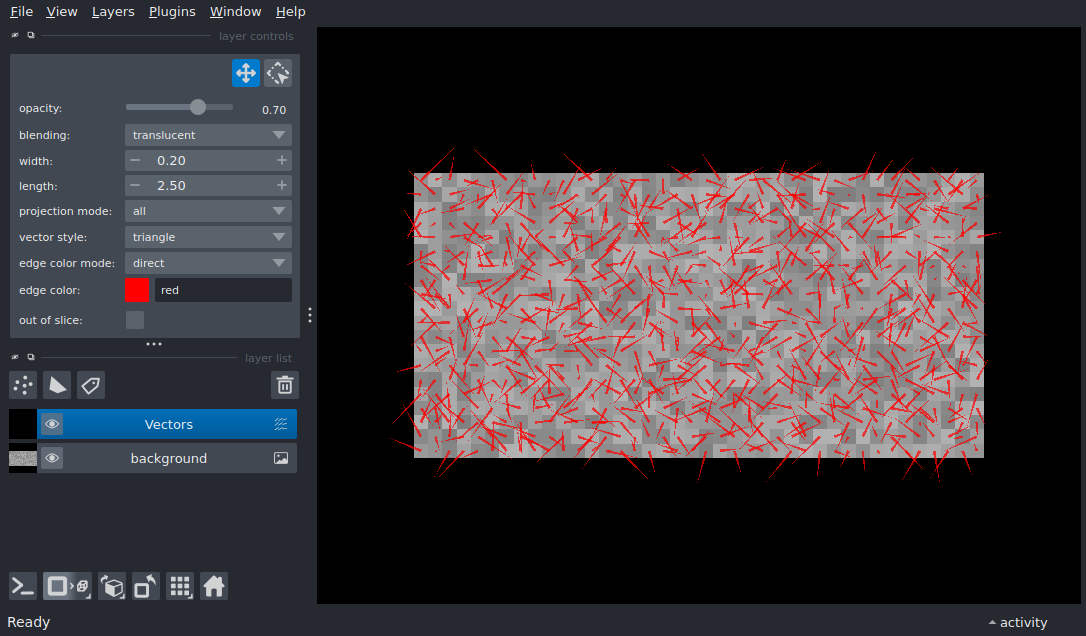 File View Layers Plugins Window Help
layer controls
opacity: 0.70
blending: translucent
width: 0.20
length: 2.50
projection mode: all
vector style: triangle
edge color mode: direct
edge color: red
out of slice:
layer list
Vectors
background
Ready activity